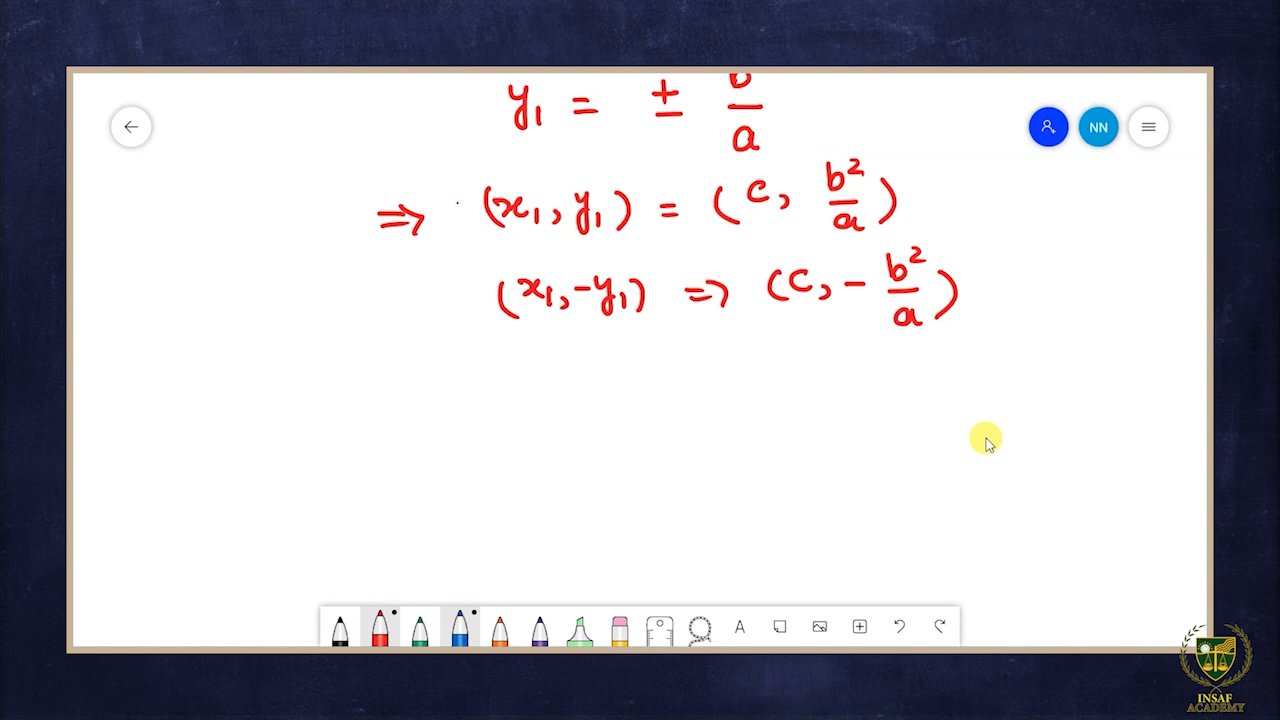 y₁ = ± b/a
NN
⇒ (x₁, y₁) = (c, b²/a)
(x₁, -y₁) ⇒ (c, - b²/a)
A
INSAF
ACADEMY